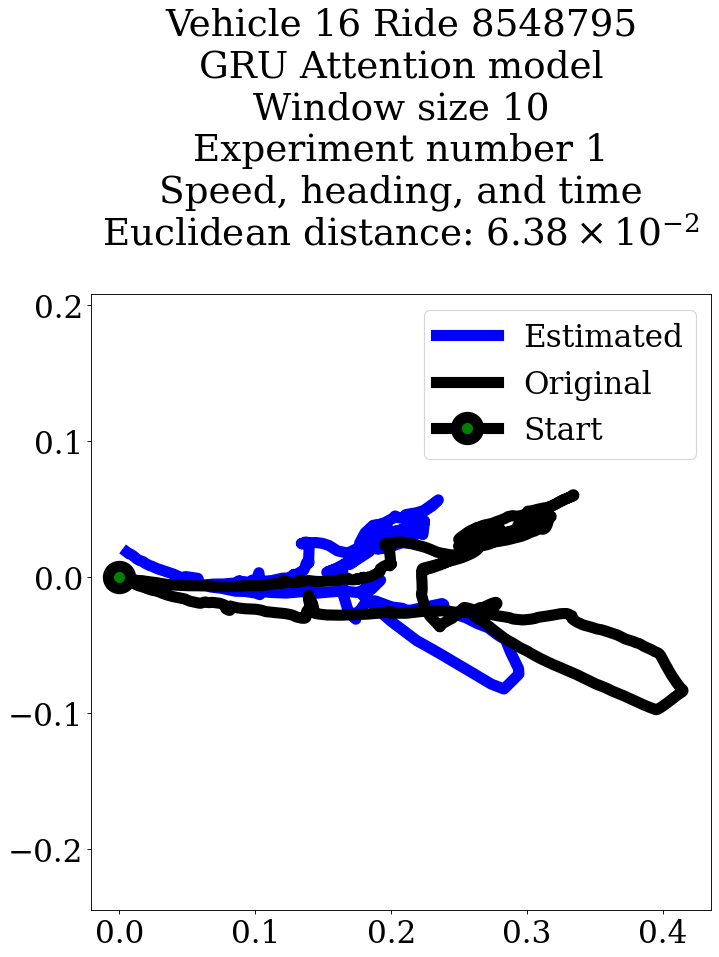 Vehicle 16 Ride 8548795
GRU Attention model
Window size 10
Experiment number 1
Speed, heading, and time
Euclidean distance: 6.38 × 10⁻²
Estimated
Original
Start
0.2
0.1
0.0
−0.1
−0.2
0.0 0.1 0.2 0.3 0.4